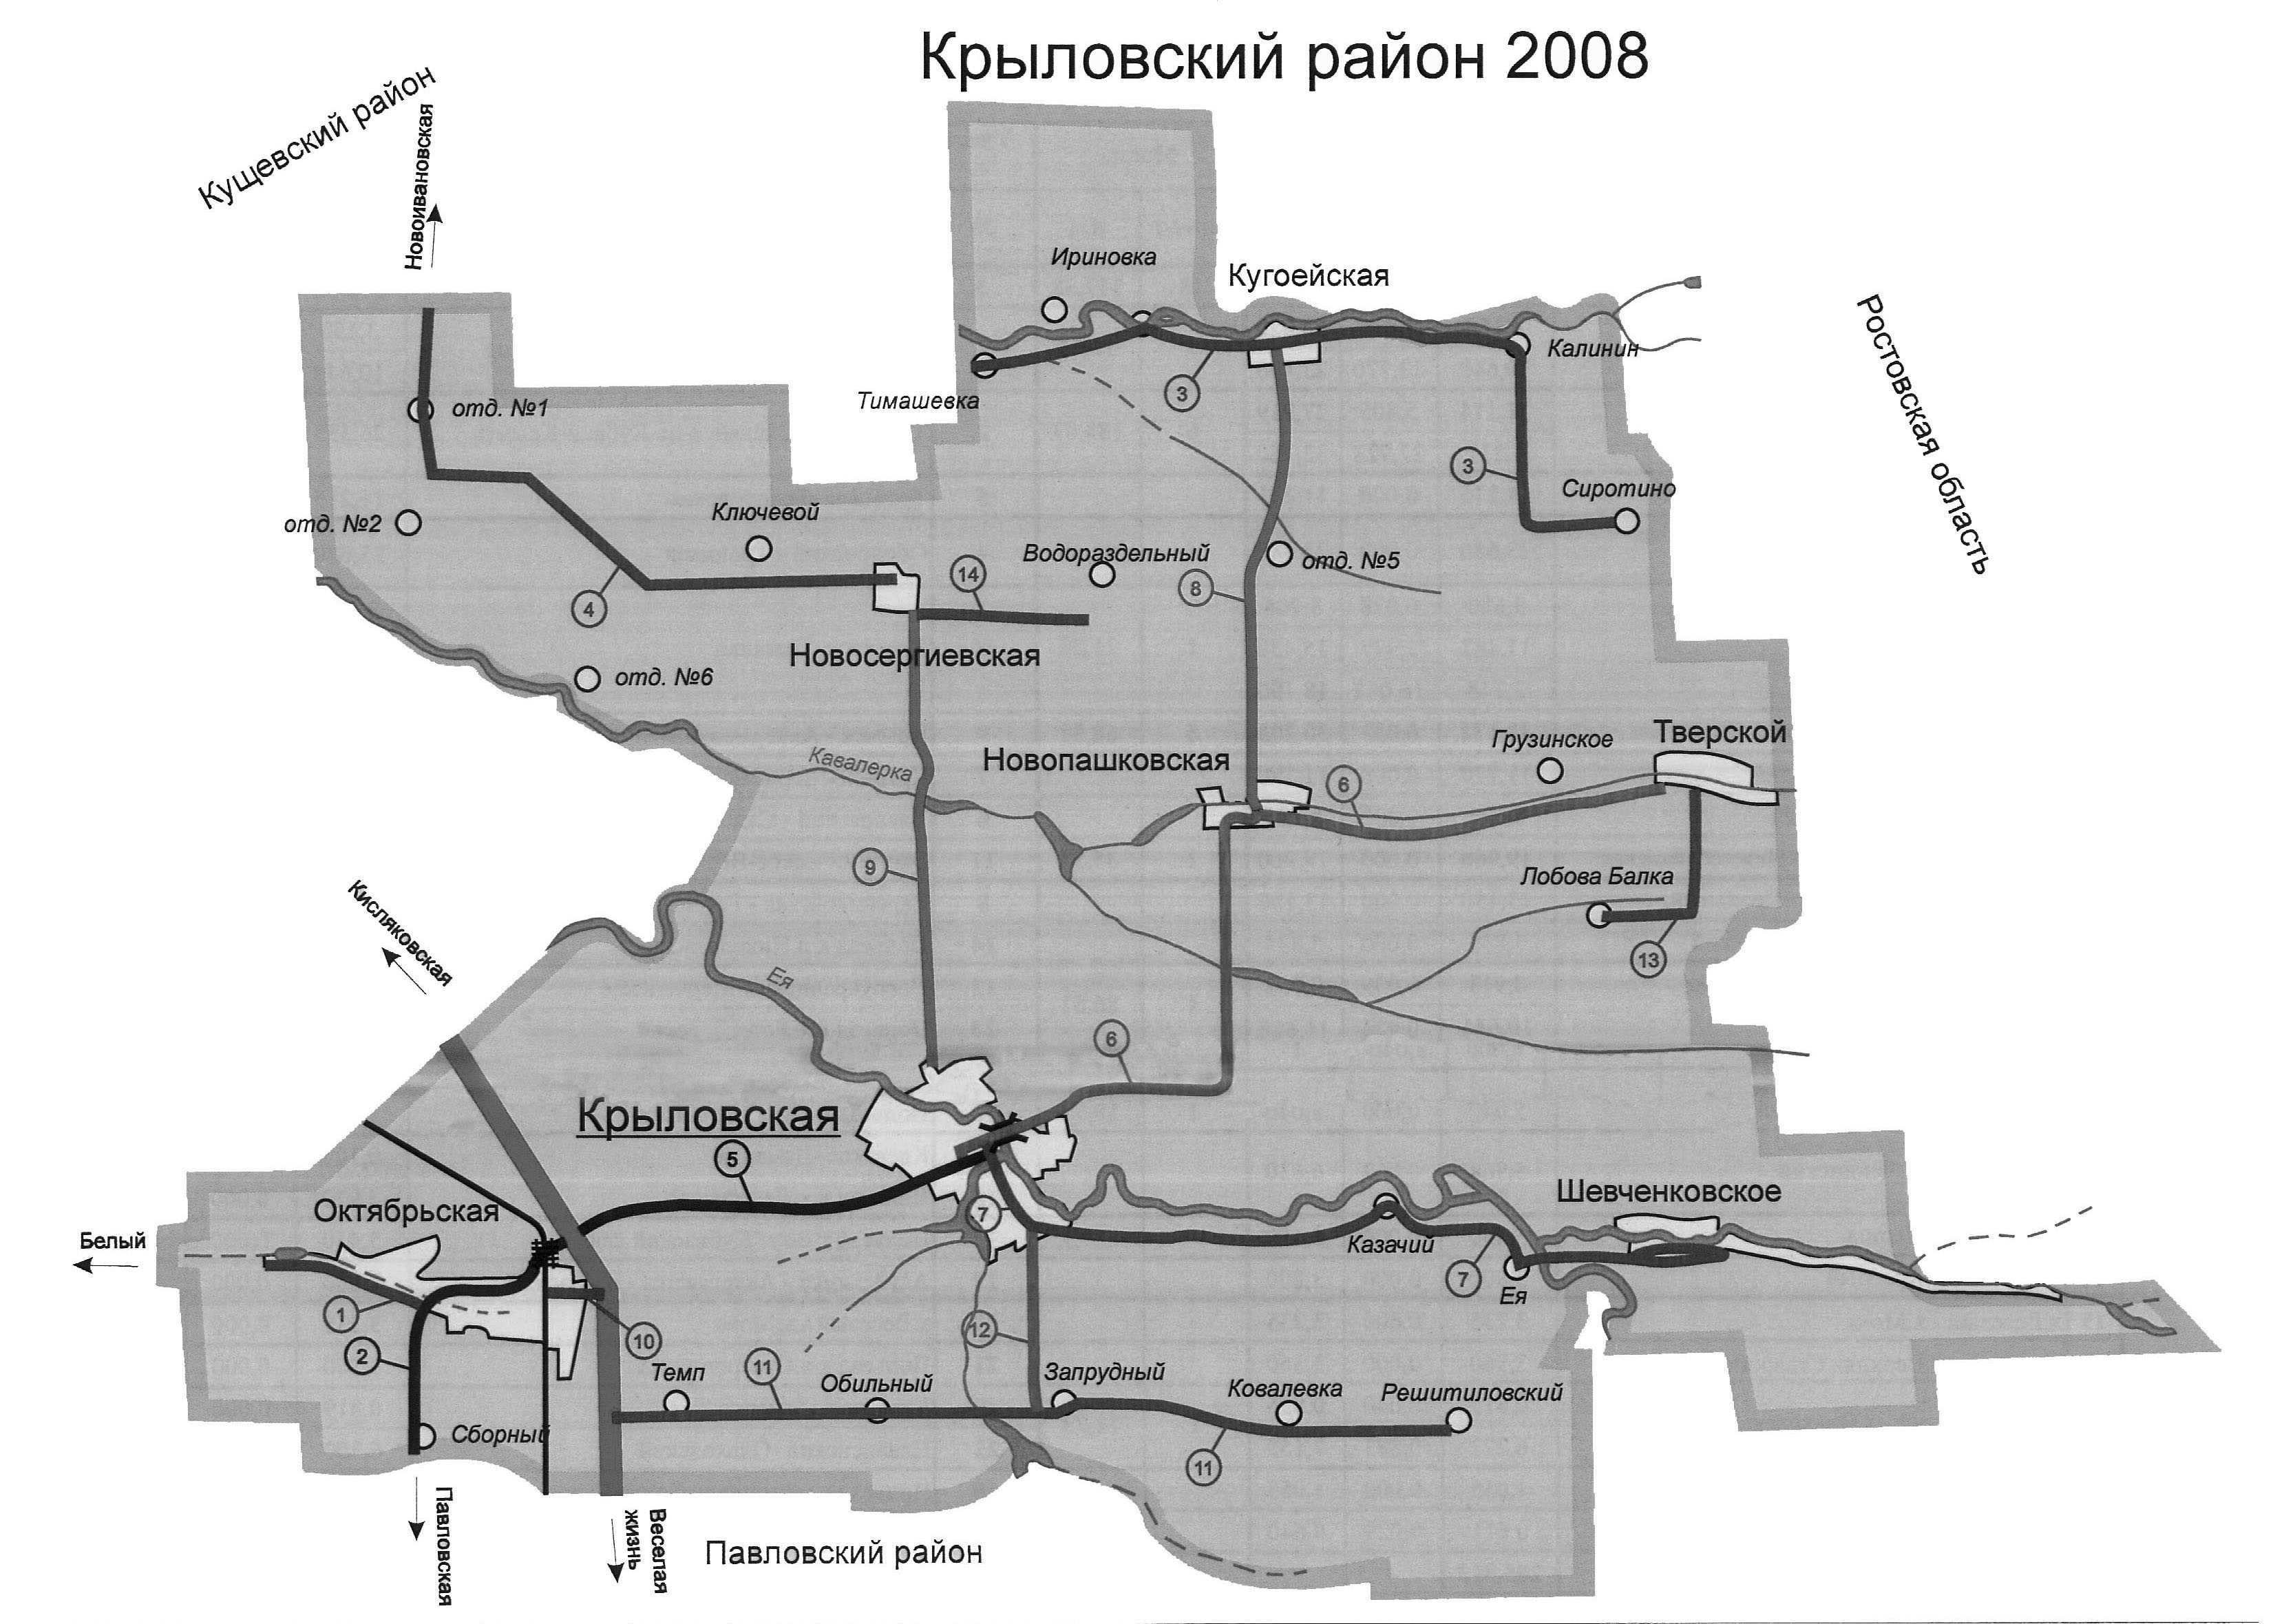 Крыловский район 2008
Кущевский район
Новоивановская
Ириновка
Кугоейская
Ростовская область
Калинин
Тимашевка
3
отд. №1
3
Сиротино
Ключевой
отд. №2
Водораздельный
отд. №5
14
8
4
Новосергиевская
отд. №6
Тверской
Грузинское
Новопашковская
Кавалерка
6
9
Лобова Балка
Кисляковская
13
Ея
6
Крыловская
5
Октябрьская
Шевченковское
7
Белый
Казачий
7
Ея
1
10
12
2
Темп
11
Обильный
Запрудный
Ковалевка
Решитиловский
Сборный
11
Павловская
Веселая
жизнь
Павловский район